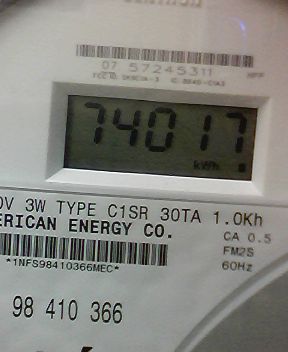 07 57245311
74017
kWh
0V 3W TYPE C1SR 30TA 1.0Kh
ERICAN ENERGY CO.
CA 0.5
FM2S
*1NFS98410366MEC*
60Hz
98 410 366